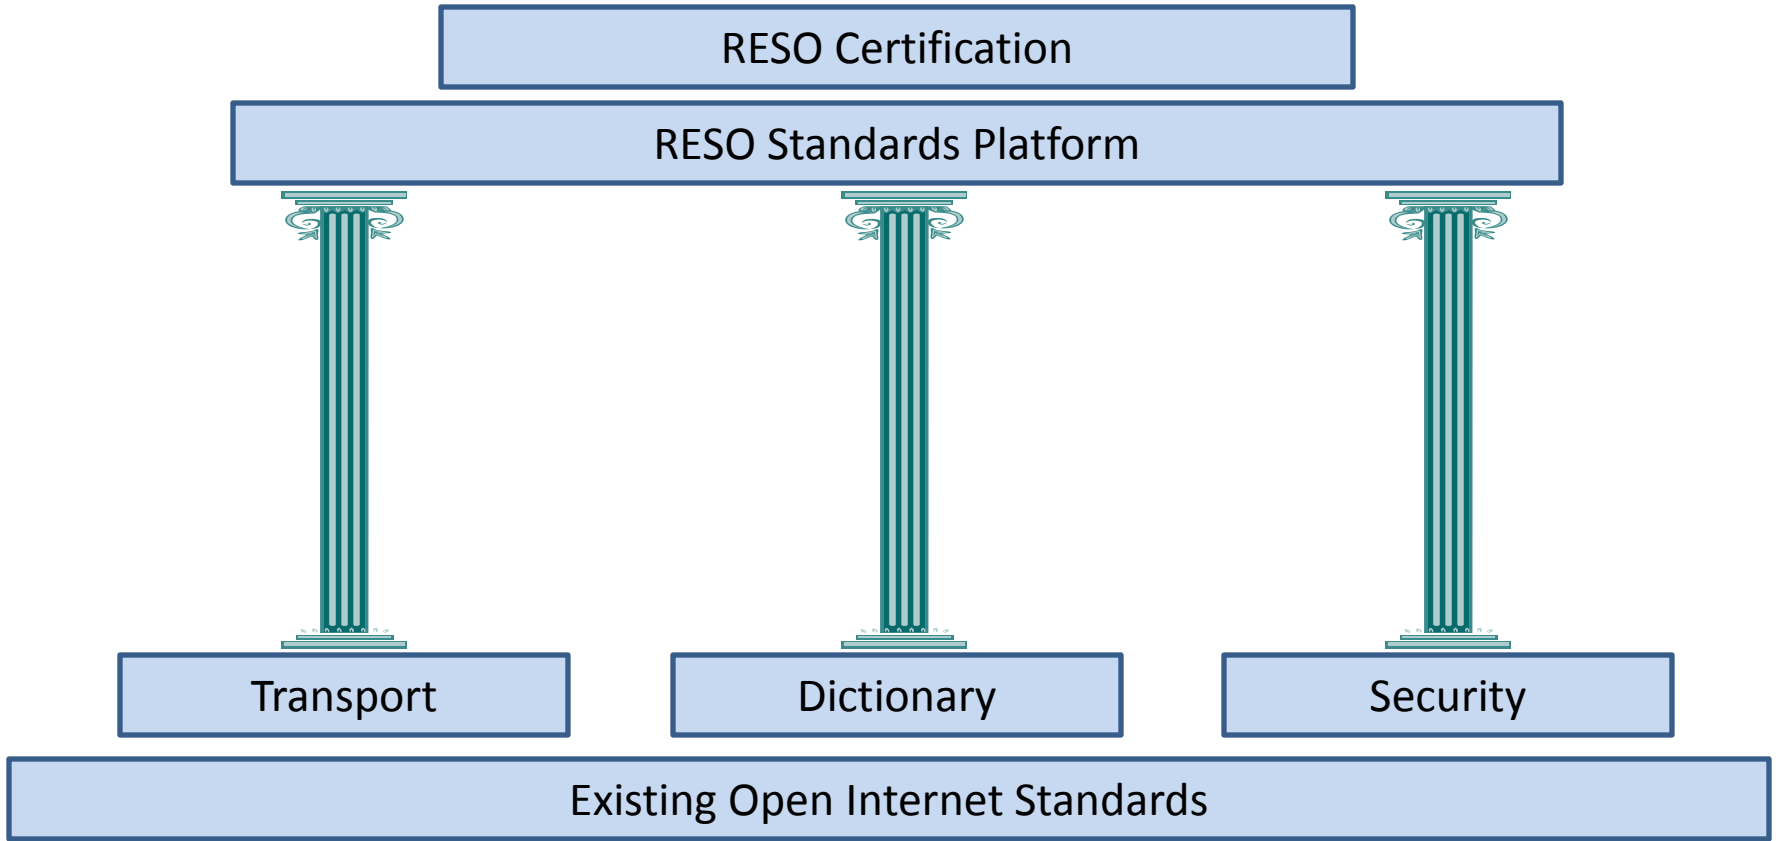 RESO Certification
RESO Standards Platform
Transport
Dictionary
Security
Existing Open Internet Standards